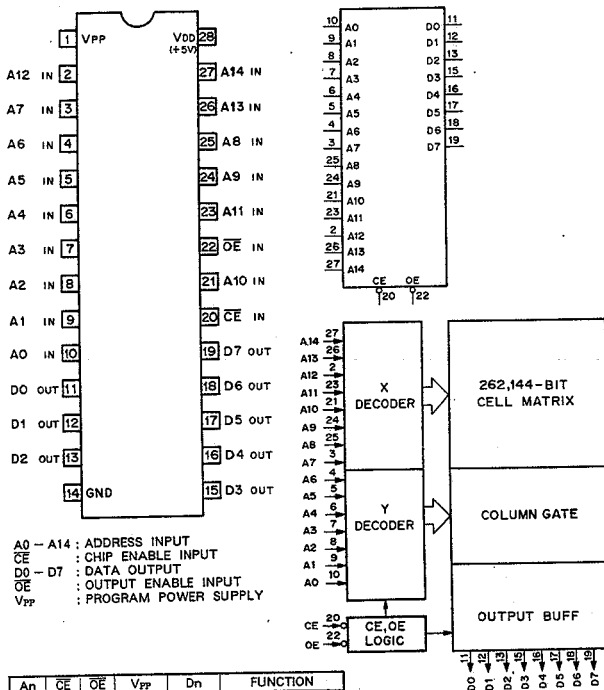 1 VPP VDD 28
(+5V)
A12 IN 2 27 A14 IN
A7 IN 3 26 A13 IN
A6 IN 4 25 A8 IN
A5 IN 5 24 A9 IN
A4 IN 6 23 A11 IN
A3 IN 7 22 OE IN
A2 IN 8 21 A10 IN
A1 IN 9 20 CE IN
A0 IN 10 19 D7 OUT
D0 OUT 11 18 D6 OUT
D1 OUT 12 17 D5 OUT
D2 OUT 13 16 D4 OUT
14 GND 15 D3 OUT
A0 - A14 : ADDRESS INPUT
CE : CHIP ENABLE INPUT
D0 - D7 : DATA OUTPUT
OE : OUTPUT ENABLE INPUT
VPP : PROGRAM POWER SUPPLY
10 A0 D0 11
9 A1 D1 12
8 A2 D2 13
7 A3 D3 15
6 A4 D4 16
5 A5 D5 17
4 A6 D6 18
3 A7 D7 19
25 A8
24 A9
21 A10
23 A11
2 A12
26 A13
27 A14
CE OE
20 22
A14 27
A13 26
A12 2
A11 23
A10 21
A9 24
A8 25
A7 3
A6 4
A5 5
A4 6
A3 7
A2 8
A1 9
A0 10
X
DECODER
Y
DECODER
262,144-BIT
CELL MATRIX
COLUMN GATE
OUTPUT BUFF
CE 20
OE 22
CE, OE
LOGIC
11 12 13 15 16 17 18 19
D0 D1 D2 D3 D4 D5 D6 D7
An CE OE VPP Dn FUNCTION